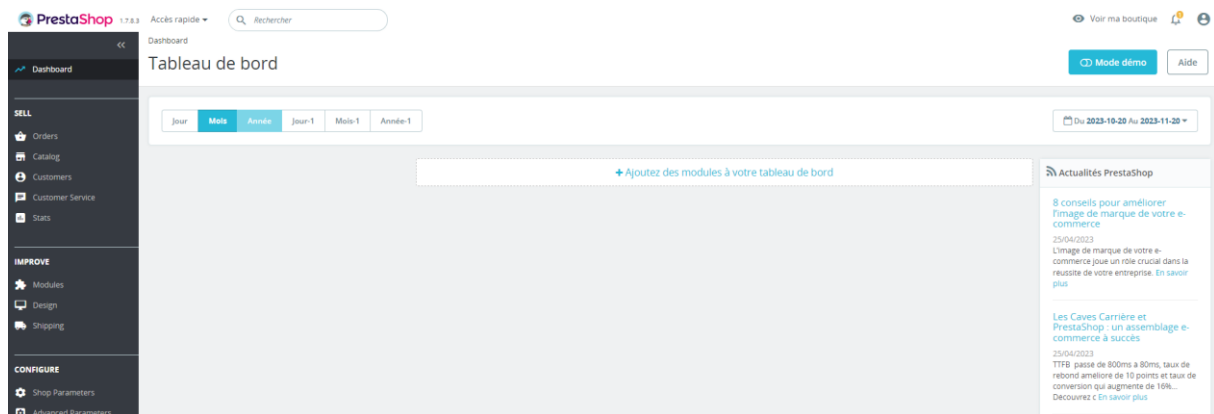 PrestaShop 1.7.8.3 Accès rapide Rechercher Voir ma boutique
Dashboard
Tableau de bord
Mode démo Aide
Dashboard
SELL
Orders
Catalog
Customers
Customer Service
Stats
IMPROVE
Modules
Design
Shipping
CONFIGURE
Shop Parameters
Advanced Parameters
Jour Mois Année Jour-1 Mois-1 Année-1
Du 2023-10-20 Au 2023-11-20
+ Ajoutez des modules à votre tableau de bord
Actualités PrestaShop
8 conseils pour améliorer
l'image de marque de votre e-
commerce
25/04/2023
L'image de marque de votre e-
commerce joue un rôle crucial dans la
réussite de votre entreprise. En savoir
plus
Les Caves Carrière et
PrestaShop : un assemblage e-
commerce à succès
25/04/2023
TTFB passé de 800ms à 80ms, taux de
rebond amélioré de 10 points et taux de
conversion qui augmente de 16%...
Découvrez c En savoir plus